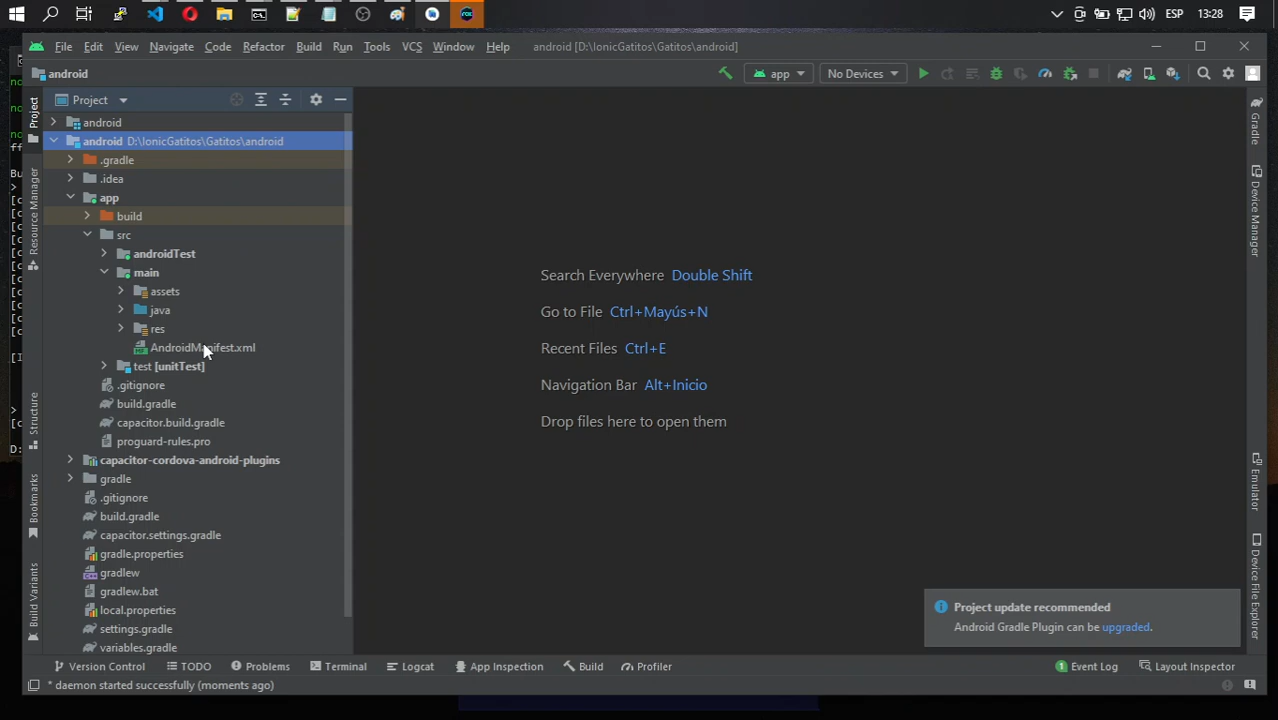 ESP 13:28
File Edit View Navigate Code Refactor Build Run Tools VCS Window Help android [D:\IonicGatitos\Gatitos\android]
android
app No Devices
Project
android
android D:\IonicGatitos\Gatitos\android
.gradle
.idea
app
build
src
androidTest
main
assets
java
res
AndroidManifest.xml
test [unitTest]
.gitignore
build.gradle
capacitor.build.gradle
proguard-rules.pro
capacitor-cordova-android-plugins
gradle
.gitignore
build.gradle
capacitor.settings.gradle
gradle.properties
gradlew
gradlew.bat
local.properties
settings.gradle
variables.gradle
Project
Resource Manager
Structure
Bookmarks
Build Variants
Search Everywhere Double Shift
Go to File Ctrl+Mayús+N
Recent Files Ctrl+E
Navigation Bar Alt+Inicio
Drop files here to open them
Gradle
Device Manager
Emulator
Device File Explorer
Project update recommended
Android Gradle Plugin can be upgraded.
Version Control TODO Problems Terminal Logcat App Inspection Build Profiler 1 Event Log Layout Inspector
* daemon started successfully (moments ago)